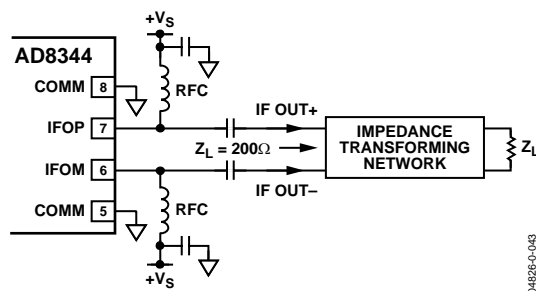 +VS
AD8344
COMM 8
RFC
IFOP 7
IF OUT+
ZL = 200Ω
IMPEDANCE
TRANSFORMING
NETWORK
ZL
IFOM 6
IF OUT–
RFC
COMM 5
+VS
04826-0-043